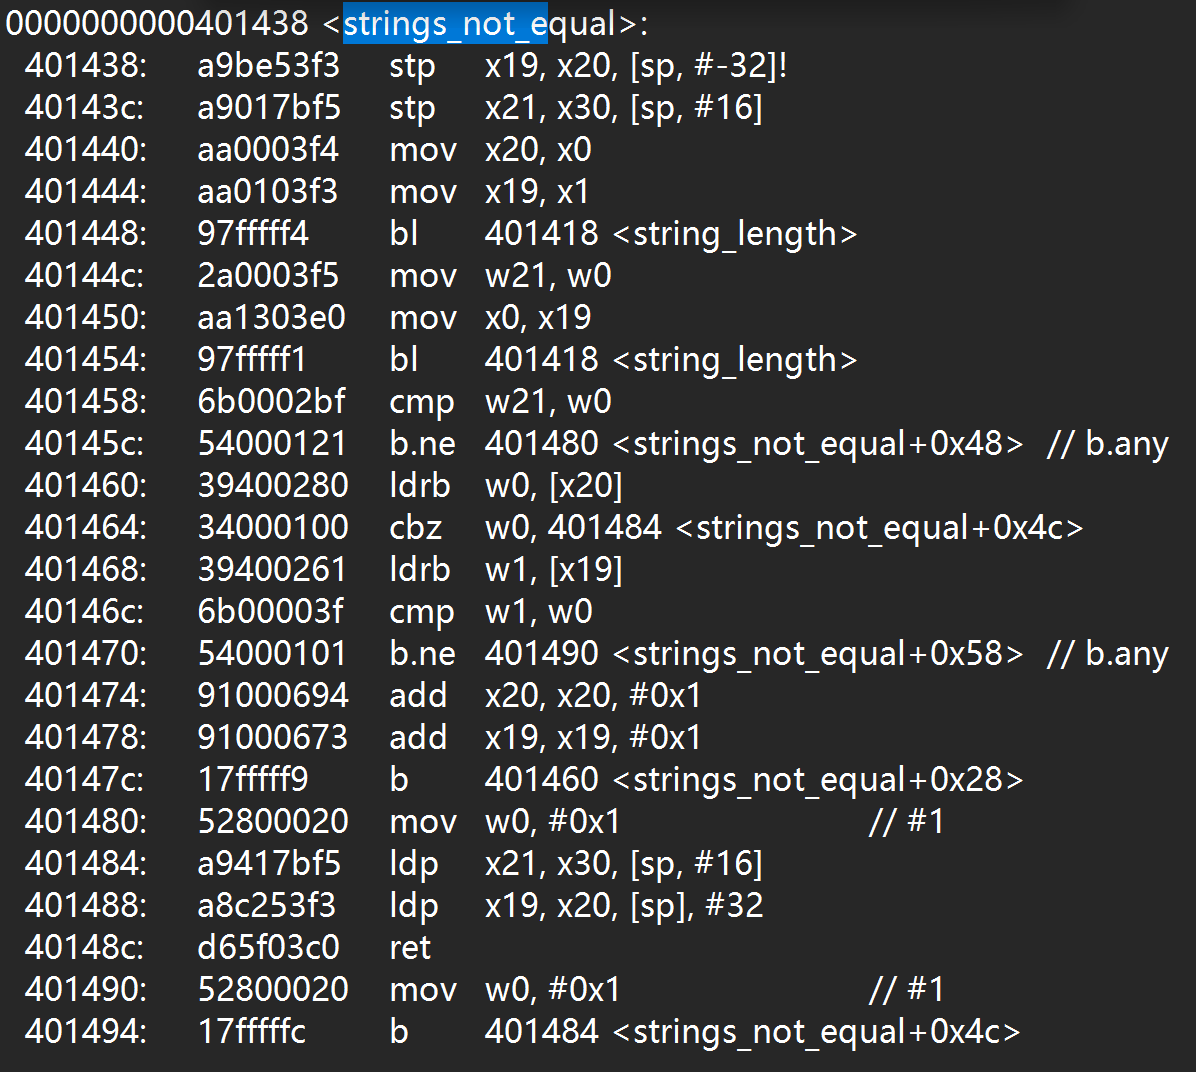 0000000000401438 <strings_not_equal>:
401438: a9be53f3 stp x19, x20, [sp, #-32]!
40143c: a9017bf5 stp x21, x30, [sp, #16]
401440: aa0003f4 mov x20, x0
401444: aa0103f3 mov x19, x1
401448: 97fffff4 bl 401418 <string_length>
40144c: 2a0003f5 mov w21, w0
401450: aa1303e0 mov x0, x19
401454: 97fffff1 bl 401418 <string_length>
401458: 6b0002bf cmp w21, w0
40145c: 54000121 b.ne 401480 <strings_not_equal+0x48> // b.any
401460: 39400280 ldrb w0, [x20]
401464: 34000100 cbz w0, 401484 <strings_not_equal+0x4c>
401468: 39400261 ldrb w1, [x19]
40146c: 6b00003f cmp w1, w0
401470: 54000101 b.ne 401490 <strings_not_equal+0x58> // b.any
401474: 91000694 add x20, x20, #0x1
401478: 91000673 add x19, x19, #0x1
40147c: 17fffff9 b 401460 <strings_not_equal+0x28>
401480: 52800020 mov w0, #0x1 // #1
401484: a9417bf5 ldp x21, x30, [sp, #16]
401488: a8c253f3 ldp x19, x20, [sp], #32
40148c: d65f03c0 ret
401490: 52800020 mov w0, #0x1 // #1
401494: 17fffffc b 401484 <strings_not_equal+0x4c>